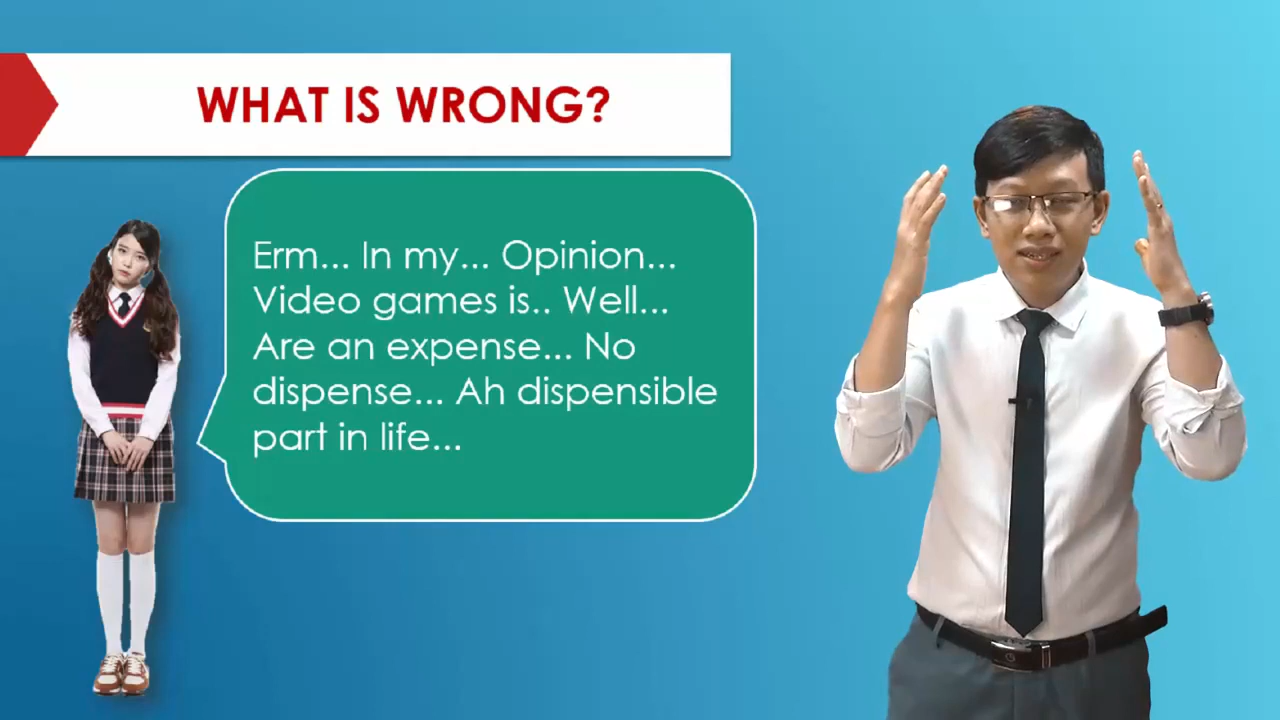 WHAT IS WRONG?
Erm... In my... Opinion...
Video games is.. Well...
Are an expense... No
dispense... Ah dispensible
part in life...